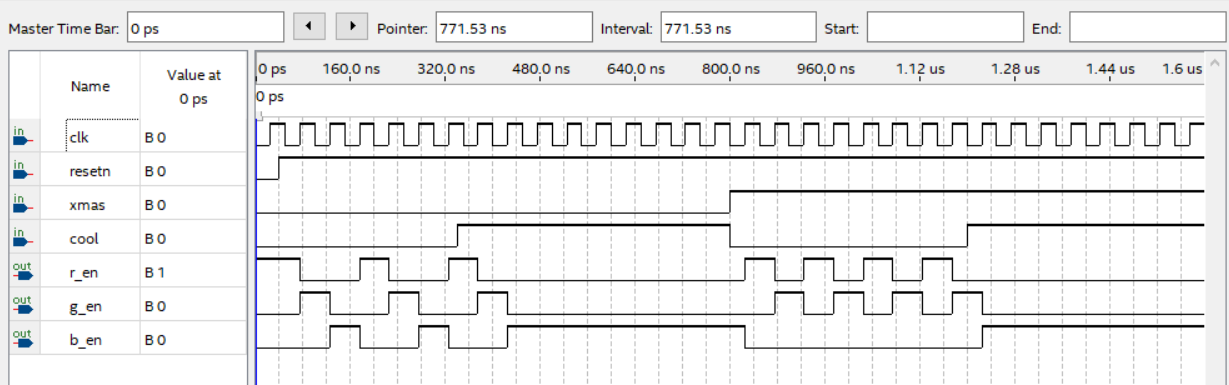 Master Time Bar: 0 ps Pointer: 771.53 ns Interval: 771.53 ns Start: End:
Name Value at 0 ps
0 ps 160.0 ns 320.0 ns 480.0 ns 640.0 ns 800.0 ns 960.0 ns 1.12 us 1.28 us 1.44 us 1.6 us
0 ps
in clk B 0
in resetn B 0
in xmas B 0
in cool B 0
out r_en B 1
out g_en B 0
out b_en B 0